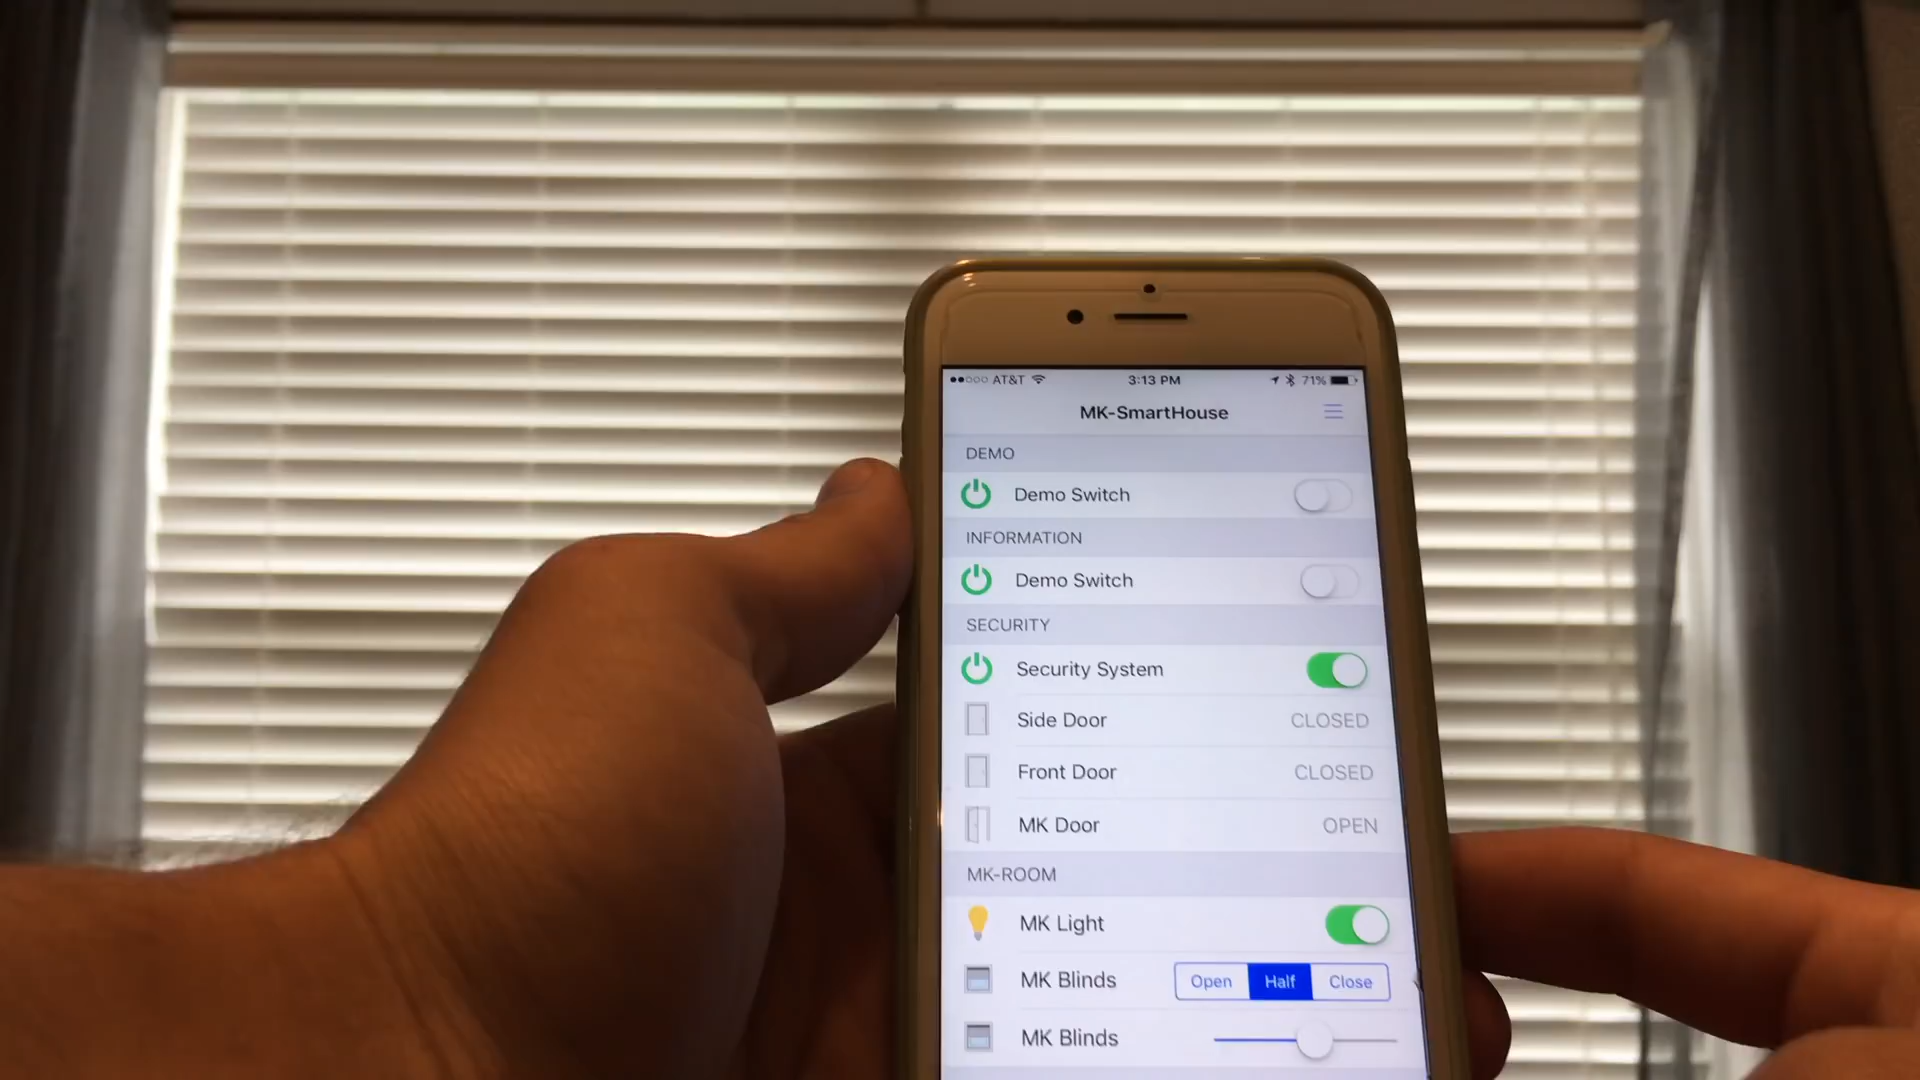 AT&T 3:13 PM 71%
MK-SmartHouse
DEMO
Demo Switch
INFORMATION
Demo Switch
SECURITY
Security System
Side Door CLOSED
Front Door CLOSED
MK Door OPEN
MK-ROOM
MK Light
MK Blinds Open Half Close
MK Blinds